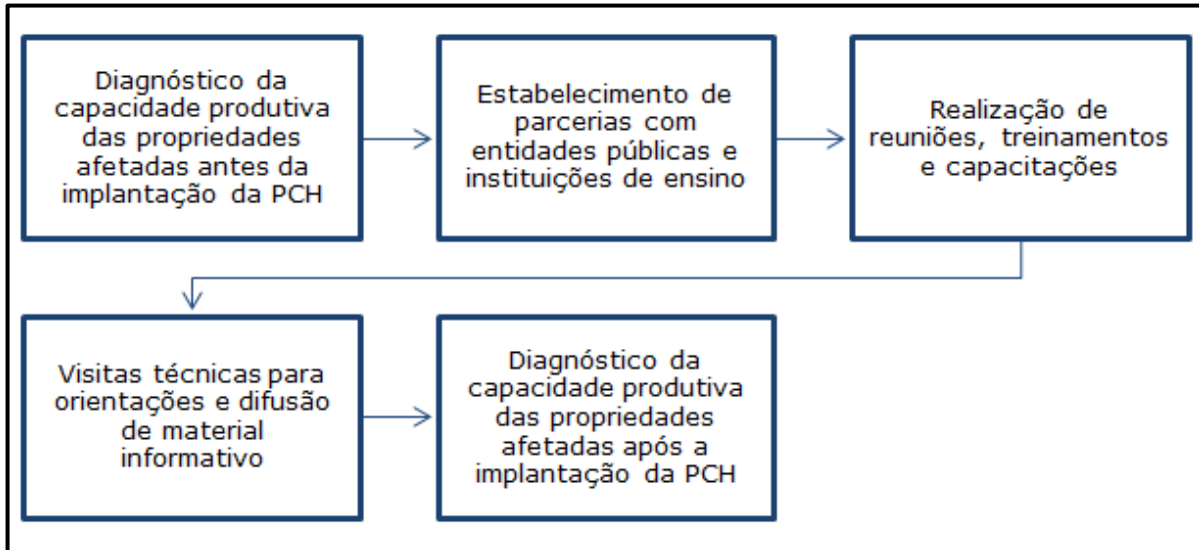 Diagnóstico da
capacidade produtiva
das propriedades
afetadas antes da
implantação da PCH
Estabelecimento de
parcerias com
entidades públicas e
instituições de ensino
Realização de
reuniões, treinamentos
e capacitações
Visitas técnicas para
orientações e difusão
de material
informativo
Diagnóstico da
capacidade produtiva
das propriedades
afetadas após a
implantação da PCH